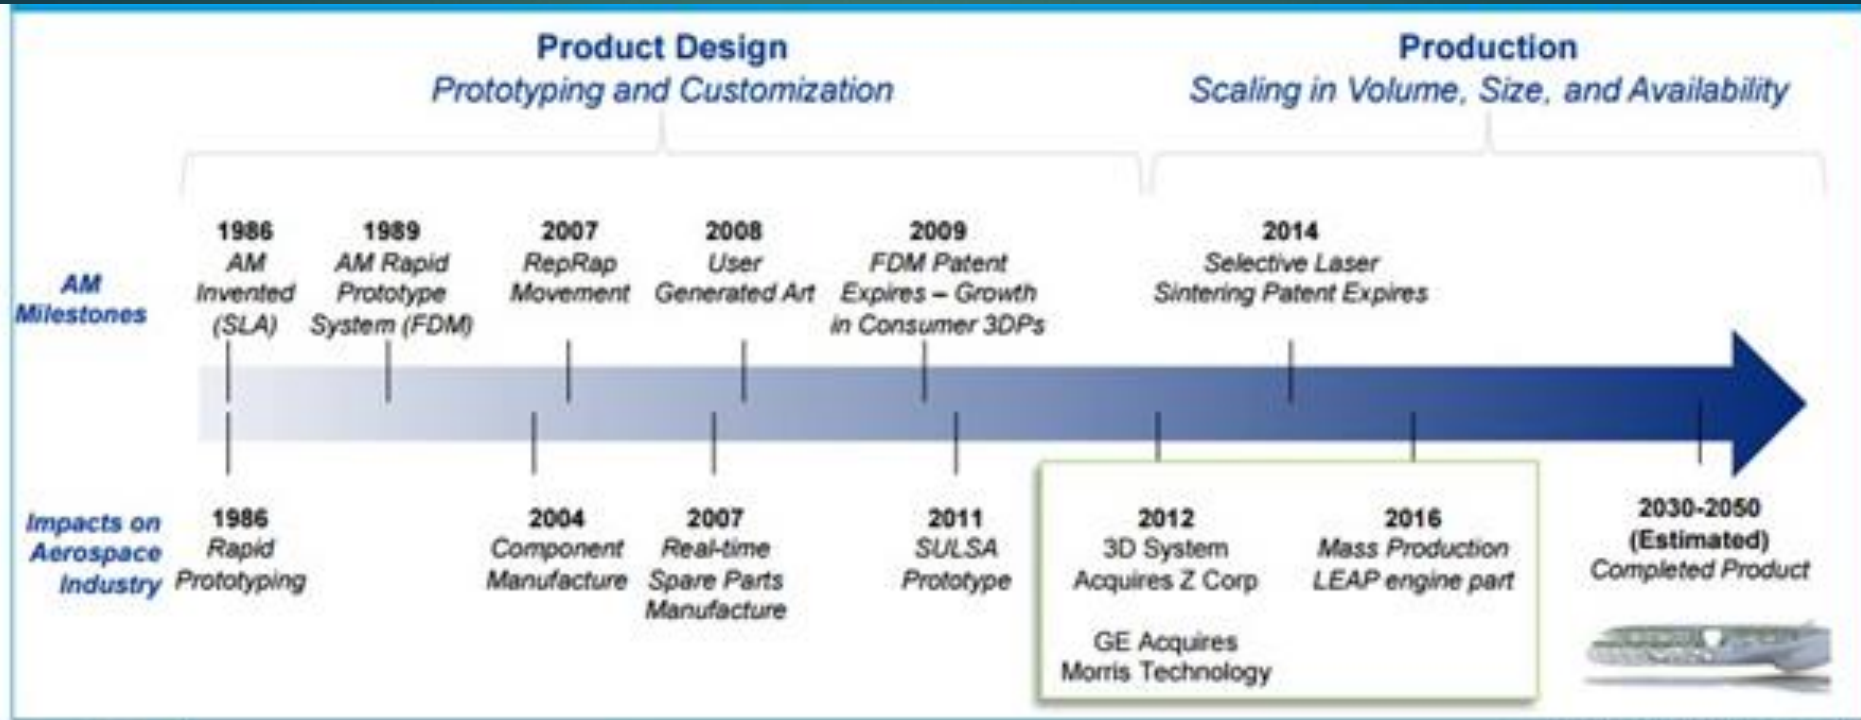 Product Design
Prototyping and Customization
Production
Scaling in Volume, Size, and Availability
AM
Milestones
1986
AM
Invented
(SLA)
1989
AM Rapid
Prototype
System (FDM)
2007
RepRap
Movement
2008
User
Generated Art
2009
FDM Patent
Expires – Growth
in Consumer 3DPs
2014
Selective Laser
Sintering Patent Expires
Impacts on
Aerospace
Industry
1986
Rapid
Prototyping
2004
Component
Manufacture
2007
Real-time
Spare Parts
Manufacture
2011
SULSA
Prototype
2012
3D System
Acquires Z Corp
GE Acquires
Morris Technology
2016
Mass Production
LEAP engine part
2030-2050
(Estimated)
Completed Product